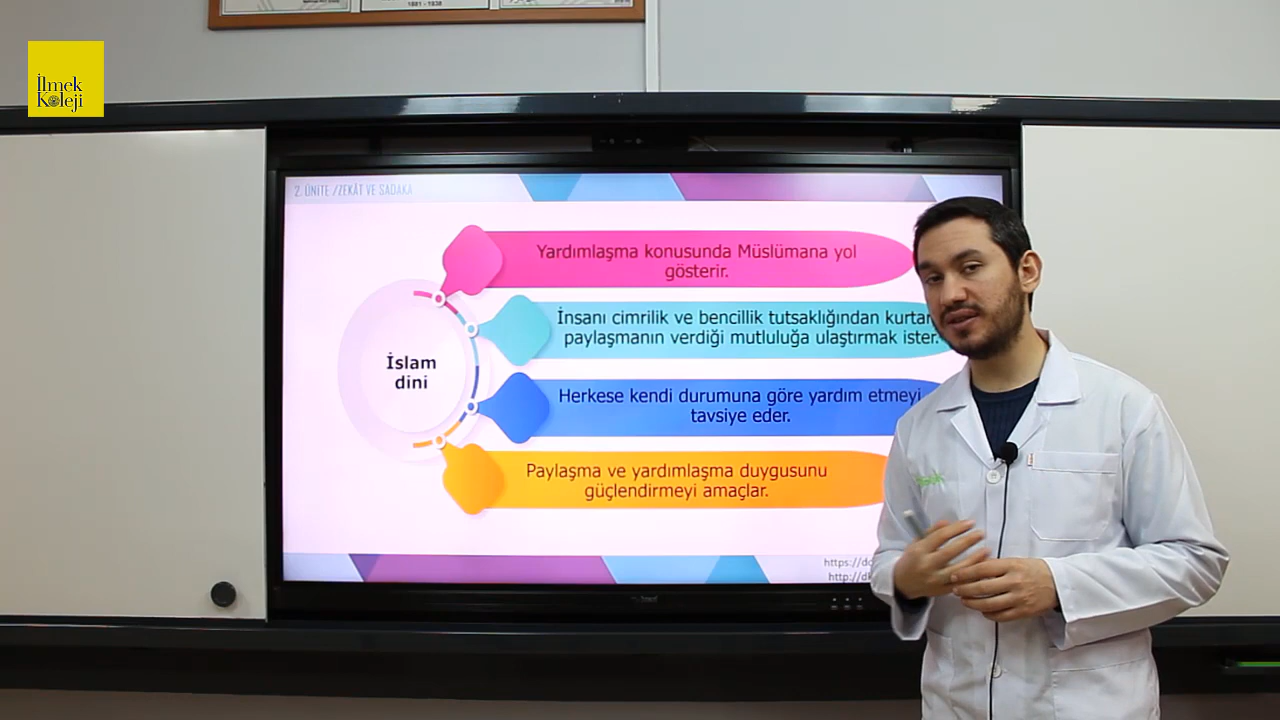 1881 - 1938
İlmek
Koleji
2. ÜNİTE /ZEKÂT VE SADAKA
Yardımlaşma konusunda Müslümana yol
gösterir.
İnsanı cimrilik ve bencillik tutsaklığından
paylaşmanın verdiği mutluluğa ulaştırmak ister.
İslam
dini
Herkese kendi durumuna göre yardım etmeyi
tavsiye eder.
Paylaşma ve yardımlaşma duygusunu
güçlendirmeyi amaçlar.